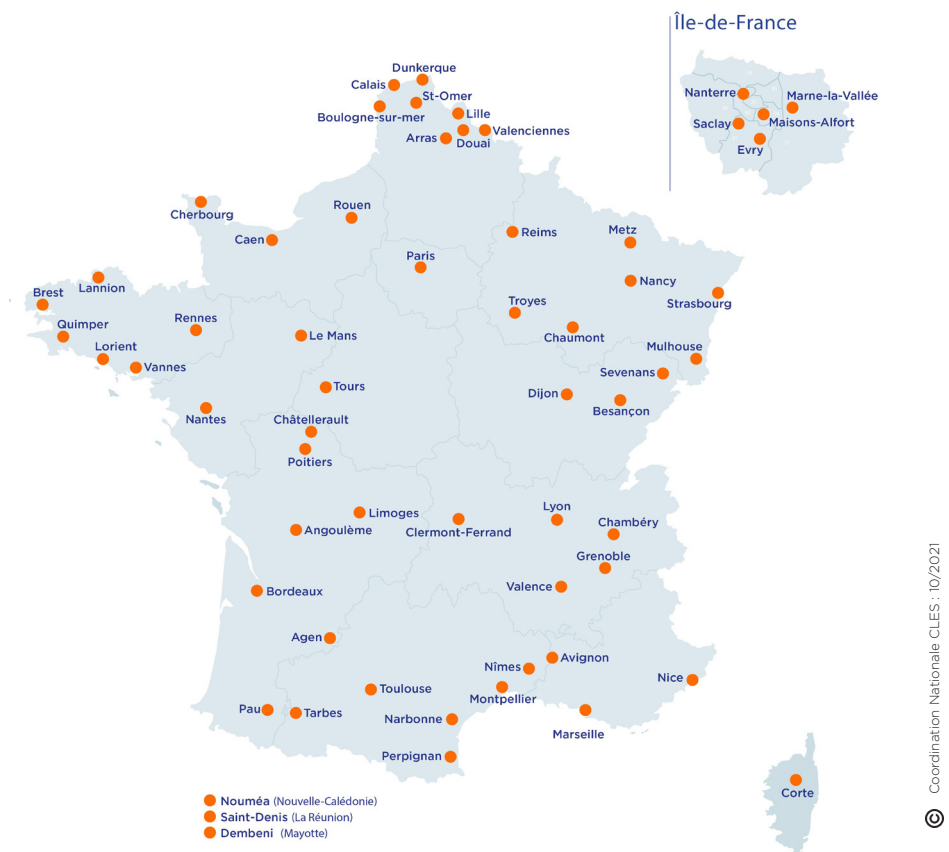 Île-de-France
Dunkerque
Calais
St-Omer
Boulogne-sur-mer
Lille
Arras
Douai
Valenciennes
Nanterre
Marne-la-Vallée
Saclay
Maisons-Alfort
Evry
Cherbourg
Rouen
Caen
Reims
Metz
Paris
Nancy
Strasbourg
Brest
Lannion
Quimper
Rennes
Lorient
Vannes
Le Mans
Troyes
Chaumont
Mulhouse
Sevenans
Tours
Dijon
Besançon
Nantes
Châtellerault
Poitiers
Limoges
Angoulême
Clermont-Ferrand
Lyon
Chambéry
Grenoble
Valence
Bordeaux
Agen
Avignon
Nîmes
Nice
Toulouse
Montpellier
Pau
Tarbes
Narbonne
Marseille
Perpignan
Corte
Nouméa (Nouvelle-Calédonie)
Saint-Denis (La Réunion)
Dembeni (Mayotte)
© Coordination Nationale CLES : 10/2021